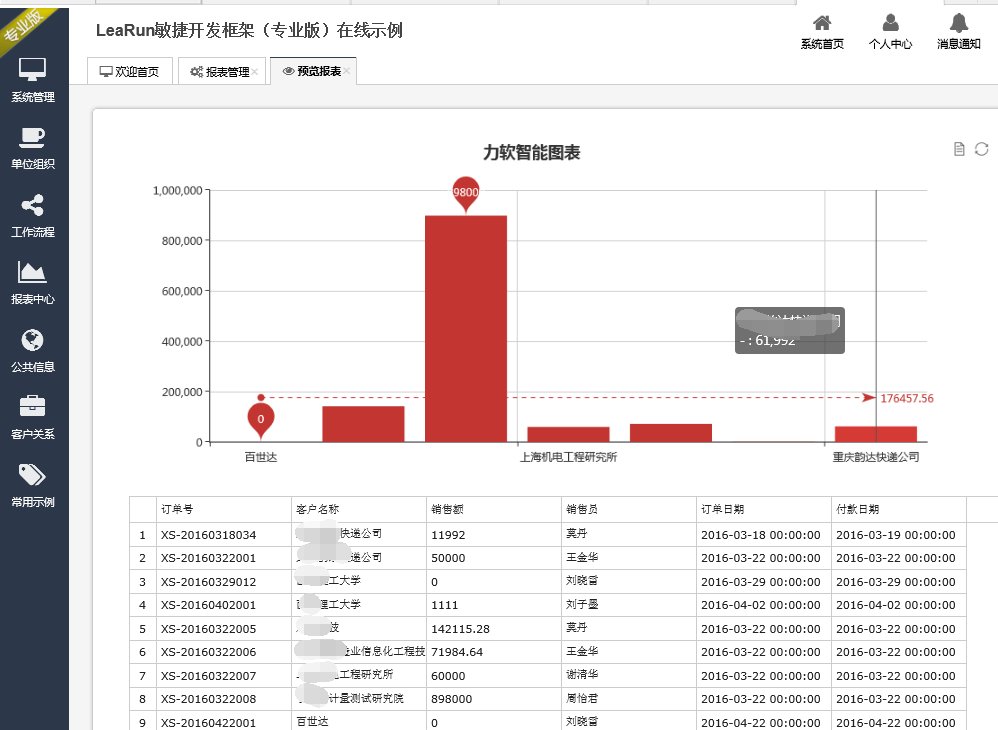 专业版
LeaRun敏捷开发框架（专业版）在线示例
系统首页 个人中心 消息通知
欢迎首页 报表管理 × 预览报表 ×
系统管理
单位组织
工作流程
报表中心
公共信息
客户关系
常用示例
力软智能图表
1,000,000
800,000
600,000
400,000
200,000
0
9800
0
- : 61,992
176457.56
百世达 上海机电工程研究所 重庆韵达快递公司
订单号 客户名称 销售额 销售员 订单日期 付款日期
1 XS-20160318034 快递公司 11992 莫丹 2016-03-18 00:00:00 2016-03-19 00:00:00
2 XS-20160322001 递公司 50000 王金华 2016-03-22 00:00:00 2016-03-22 00:00:00
3 XS-20160329012 工大学 0 刘晓雪 2016-03-29 00:00:00 2016-03-29 00:00:00
4 XS-20160402001 理工大学 1111 刘子墨 2016-04-02 00:00:00 2016-04-02 00:00:00
5 XS-20160322005 142115.28 莫丹 2016-03-22 00:00:00 2016-03-22 00:00:00
6 XS-20160322006 业信息化工程技 71984.64 王金华 2016-03-22 00:00:00 2016-03-22 00:00:00
7 XS-20160322007 工程研究所 60000 谢清华 2016-03-22 00:00:00 2016-03-22 00:00:00
8 XS-20160322008 计量测试研究院 898000 周怡君 2016-03-22 00:00:00 2016-03-22 00:00:00
9 XS-20160422001 百世达 0 刘晓雪 2016-04-22 00:00:00 2016-04-22 00:00:00